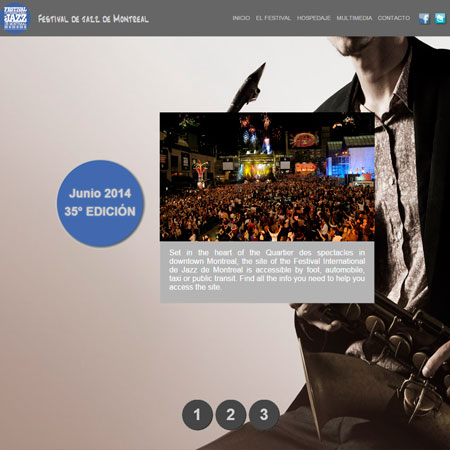 FESTIVAL
JAZZ
Festival de jazz de Montreal
INICIO EL FESTIVAL HOSPEDAJE MULTIMEDIA CONTACTO
Junio 2014
35º EDICIÓN
Set in the heart of the Quartier des spectacles in
downtown Montreal, the site of the Festival International
de Jazz de Montreal is accessible by foot, automobile,
taxi or public transit. Find all the info you need to help you
access the site.
1 2 3